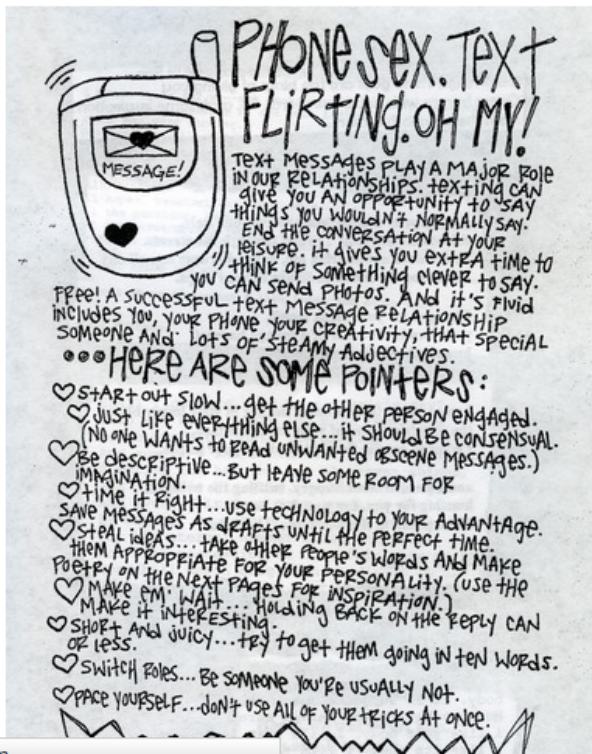 PHONE SEX. TEXT
FLIRTING. OH MY!
MESSAGE!
TEXT MESSAGES PLAY A MAJOR ROLE
IN OUR RELATIONSHIPS. TEXTING CAN
GIVE YOU AN OPPORTUNITY TO SAY
THINGS YOU WOULDN'T NORMALLY SAY.
END THE CONVERSATION AT YOUR
LEISURE. IT GIVES YOU EXTRA TIME TO
THINK OF SOMETHING CLEVER TO SAY.
YOU CAN SEND PHOTOS. AND IT'S FLUID
FREE! A SUCCESSFUL TEXT MESSAGE RELATIONSHIP
INCLUDES YOU, YOUR PHONE YOUR CREATIVITY, THAT SPECIAL
SOMEONE AND LOTS OF STEAMY ADJECTIVES.
...HERE ARE SOME POINTERS:
START OUT SLOW...GET THE OTHER PERSON ENGAGED.
JUST LIKE EVERYTHING ELSE...IT SHOULD BE CONSENSUAL.
(NO ONE WANTS TO READ UNWANTED OBSCENE MESSAGES.)
BE DESCRIPTIVE...BUT LEAVE SOME ROOM FOR
IMAGINATION.
TIME IT RIGHT...USE TECHNOLOGY TO YOUR ADVANTAGE.
SAVE MESSAGES AS DRAFTS UNTIL THE PERFECT TIME.
STEAL IDEAS...TAKE OTHER PEOPLE'S WORDS AND MAKE
THEM APPROPRIATE FOR YOUR PERSONALITY. (USE THE
POETRY ON THE NEXT PAGES FOR INSPIRATION.)
MAKE EM' WAIT... HOLDING BACK ON THE REPLY CAN
MAKE IT INTERESTING.
SHORT AND JUICY...TRY TO GET THEM GOING IN TEN WORDS.
OR LESS.
SWITCH ROLES...BE SOMEONE YOU'RE USUALLY NOT.
PACE YOURSELF...DON'T USE ALL OF YOUR TRICKS AT ONCE.